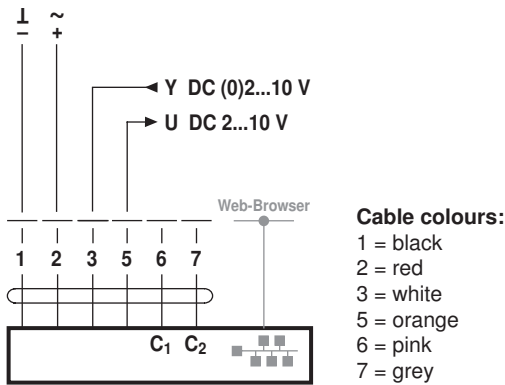 ⊥ ~
– +
Y DC (0)2...10 V
U DC 2...10 V
Web-Browser
1 2 3 5 6 7
C1 C2
Cable colours:
1 = black
2 = red
3 = white
5 = orange
6 = pink
7 = grey